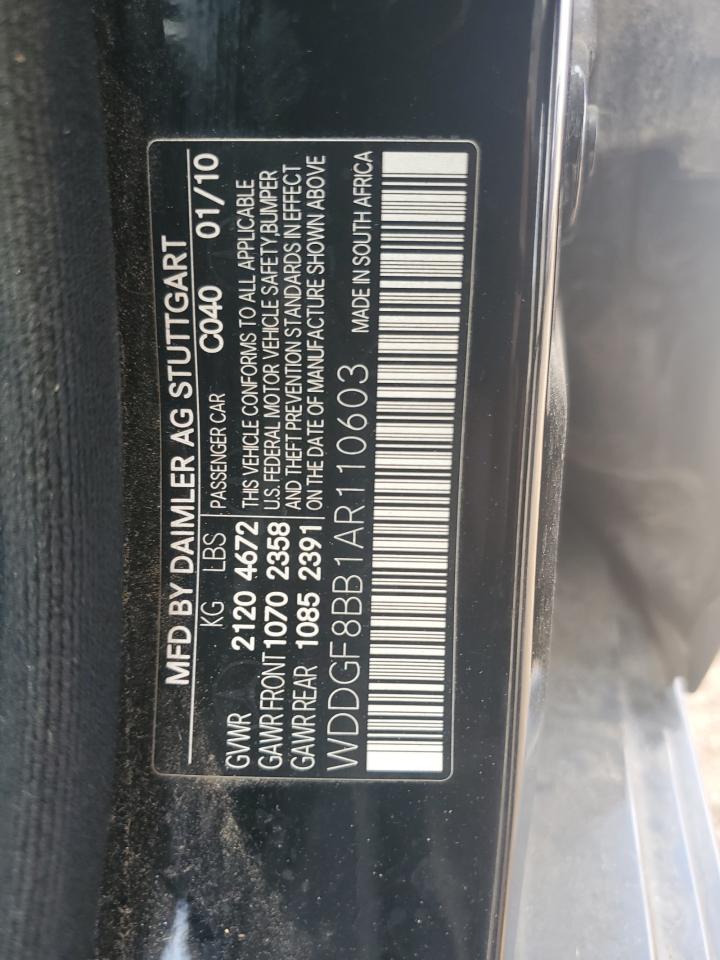 MFD BY DAIMLER AG STUTTGART
KG LBS PASSENGER CAR C040 01/10
GVWR 2120 4672 THIS VEHICLE CONFORMS TO ALL APPLICABLE
GAWR FRONT 1070 2358 U.S. FEDERAL MOTOR VEHICLE SAFETY,BUMPER
GAWR REAR 1085 2391 AND THEFT PREVENTION STANDARDS IN EFFECT
ON THE DATE OF MANUFACTURE SHOWN ABOVE
WDDGF8BB1AR110603 MADE IN SOUTH AFRICA